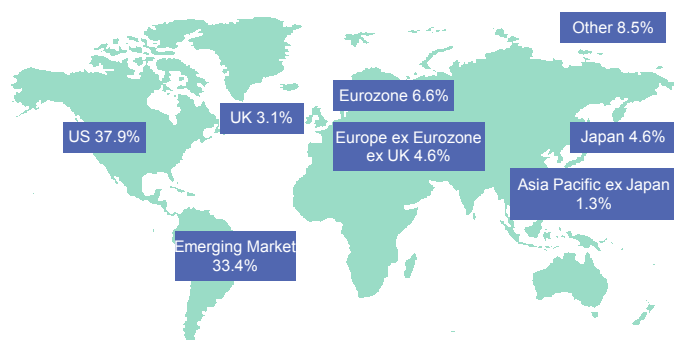 Other 8.5%
Eurozone 6.6%
UK 3.1%
US 37.9%
Europe ex Eurozone
ex UK 4.6%
Japan 4.6%
Asia Pacific ex Japan
1.3%
Emerging Market
33.4%